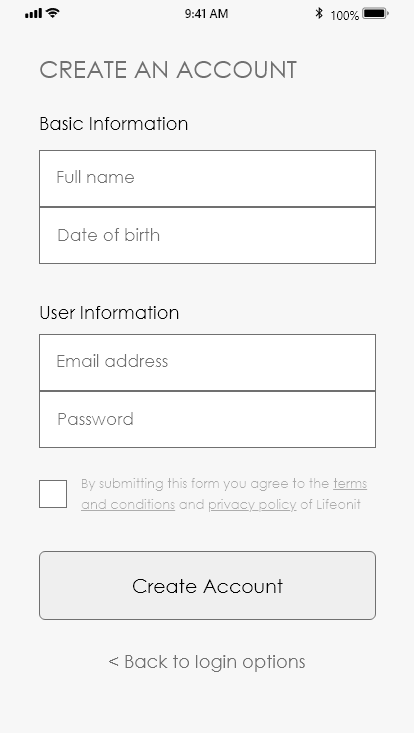 9:41 AM
100%
CREATE AN ACCOUNT
Basic Information
Full name
Date of birth
User Information
Email address
Password
By submitting this form you agree to the terms
and conditions and privacy policy of Lifeonit
Create Account
< Back to login options